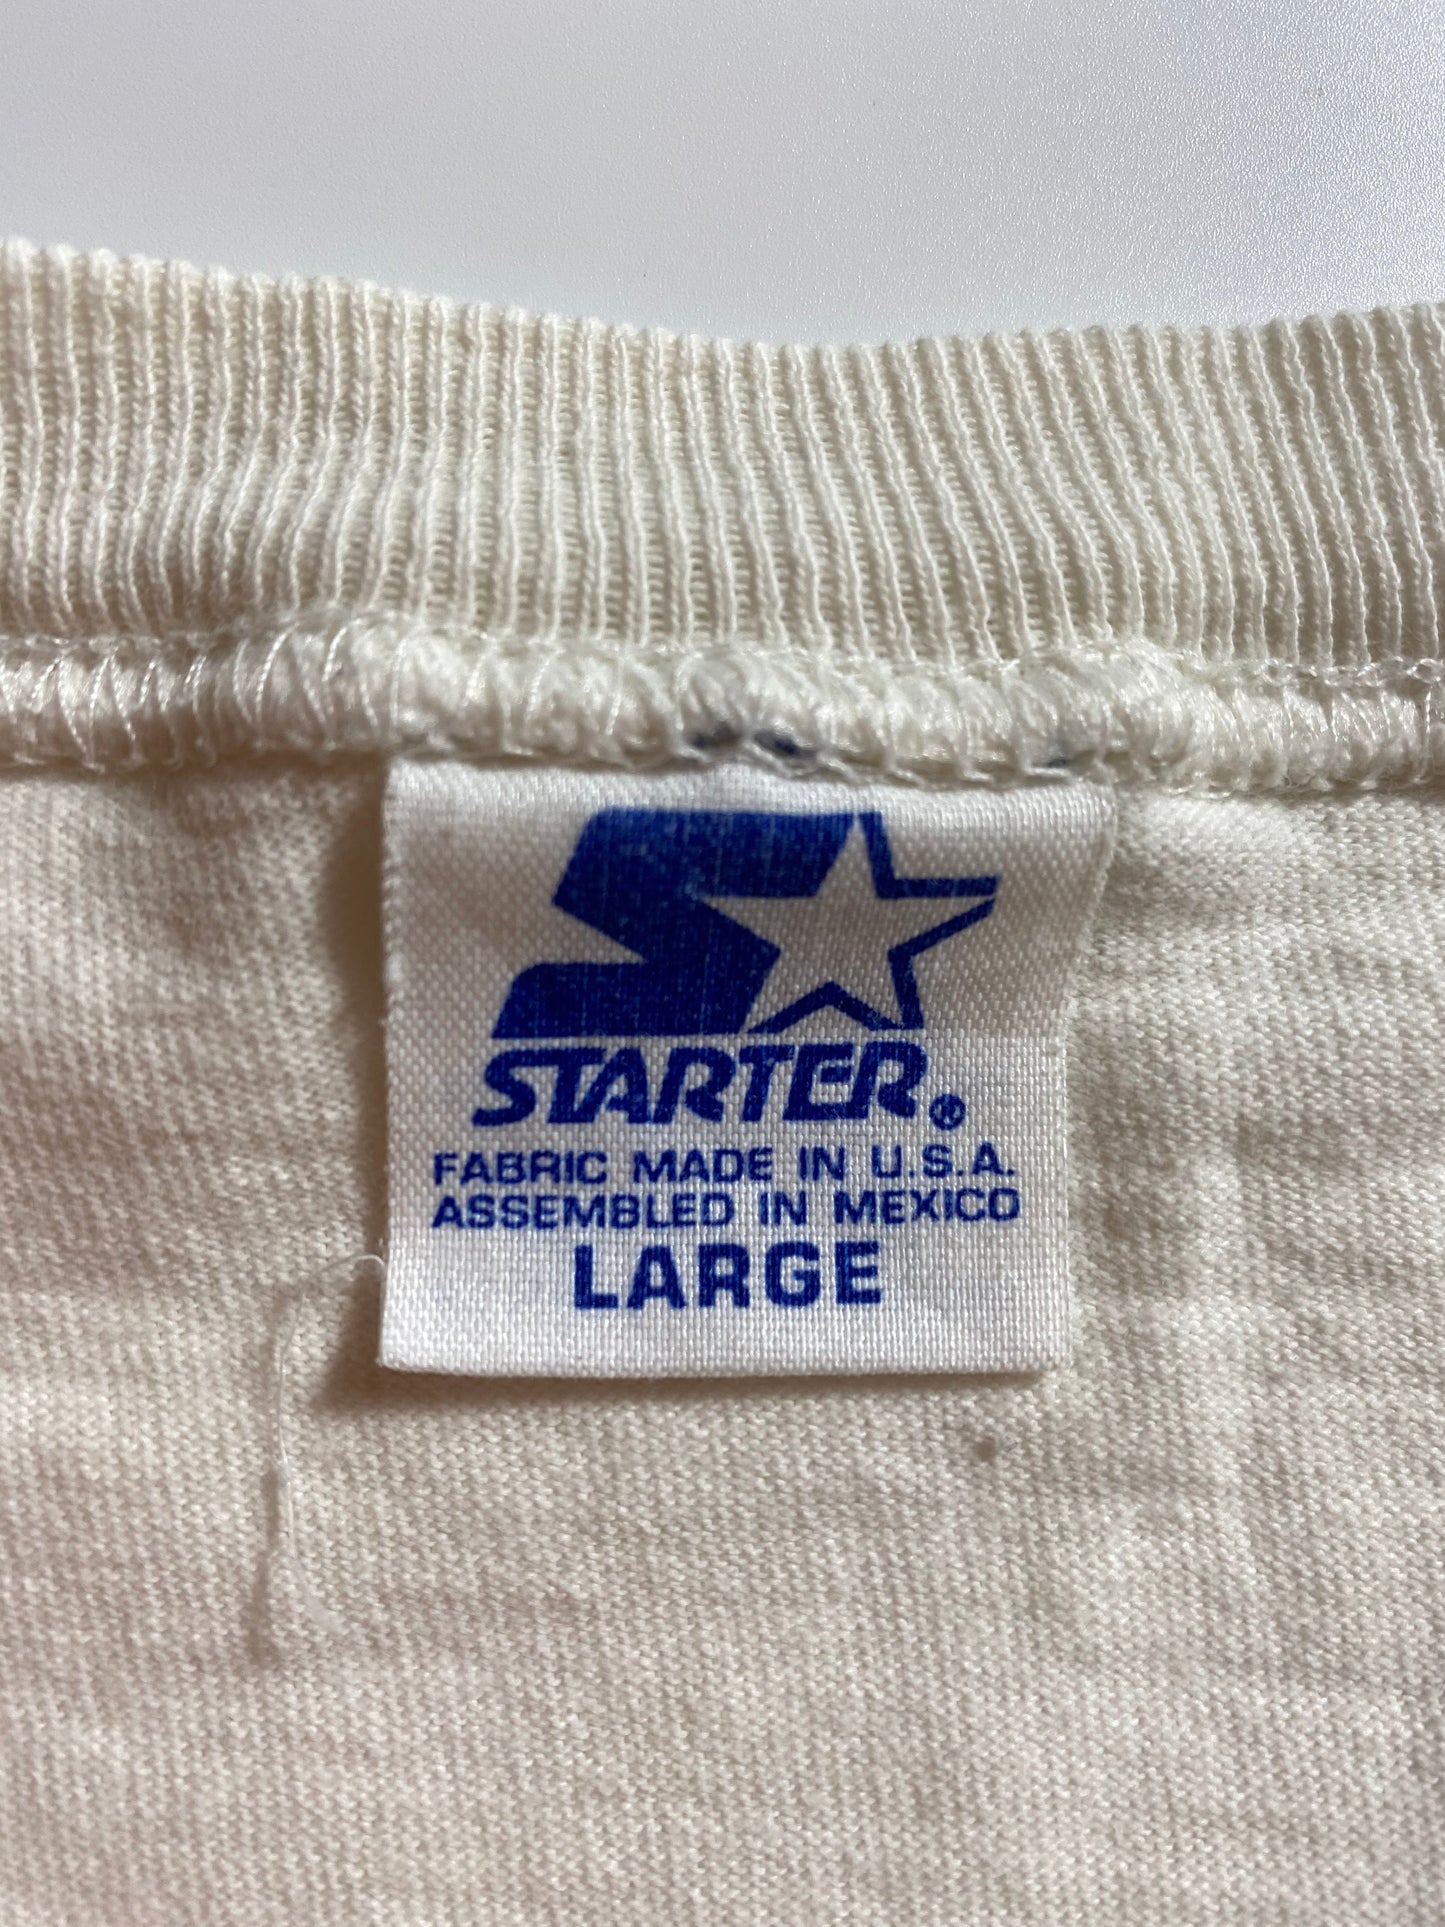 STARTER®
FABRIC MADE IN U.S.A.
ASSEMBLED IN MEXICO
LARGE